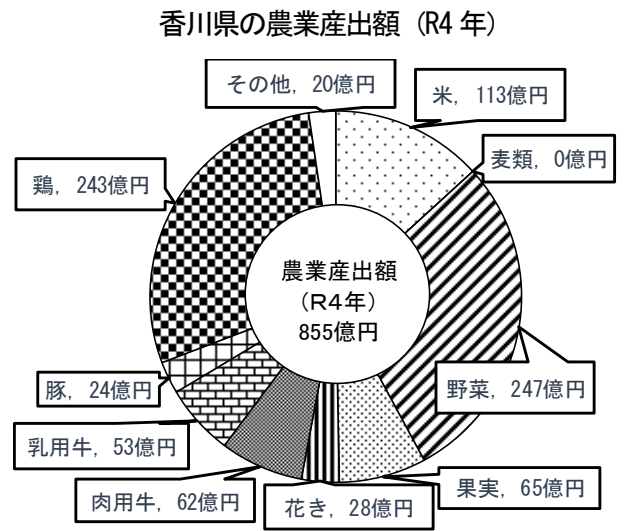 香川県の農業産出額（R4 年）
その他, 20億円
米, 113億円
麦類, 0億円
鶏, 243億円
農業産出額
（R４年）
855億円
野菜, 247億円
豚, 24億円
乳用牛, 53億円
肉用牛, 62億円
花き, 28億円
果実, 65億円